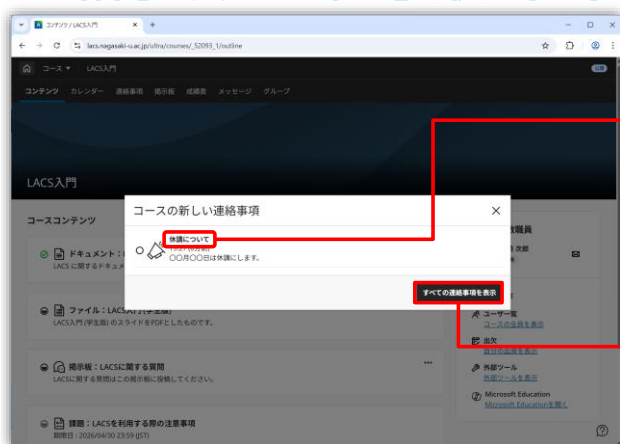 コンテンツ / LACS入門
lacs.nagasaki-u.ac.jp/ultra/courses/_52093_1/outline
コース
LACS入門
コンテンツ カレンダー 連絡事項 掲示板 成績表 メッセージ グループ
LACS入門
コースの新しい連絡事項
休講について
〇〇月〇〇日は休講にします。
すべての連絡事項を表示
コースコンテンツ
ドキュメント：
LACS に関するドキュメ
ファイル：LACS入門(学生版)
LACS入門 (学生版) のスライドをPDFとしたものです。
掲示板：LACSに関する質問
LACSに関する質問はこの掲示板に投稿してください。
課題：LACSを利用する際の注意事項
期限日：2026/04/30 23:59 (JST)
職員
次郎
ユーザ一覧
コースの全員を表示
出欠
自分の出席を表示
外部ツール
外部ツールを表示
Microsoft Education
Microsoft Educationを開く